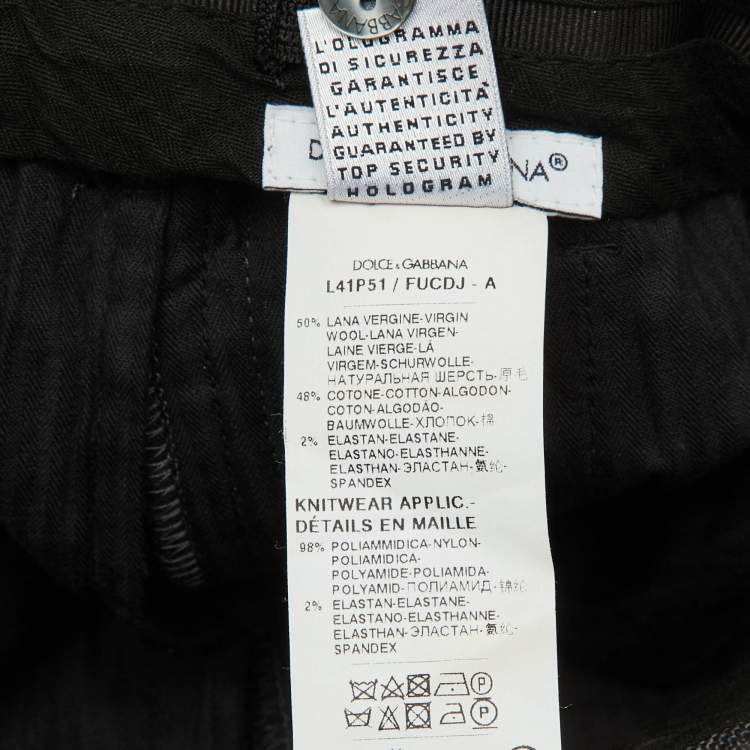 GABBANA
L'OLOGRAMMA
DI SICUREZZA
GARANTISCE
L'AUTENTICITÀ
AUTHENTICITY
GUARANTEED BY
TOP SECURITY
HOLOGRAM
D NA®
DOLCE & GABBANA
L41P51 / FUCDJ - A
50% LANA VERGINE-VIRGIN
WOOL-LANA VIRGEN-
LAINE VIERGE-LÃ
VIRGEM-SCHURWOLLE-
НАТУРАЛЬНАЯ ШЕРСТЬ-原毛
48% COTONE-COTTON-ALGODON-
COTON-ALGODÃO-
BAUMWOLLE-ХЛОПОК-棉
2% ELASTAN-ELASTANE-
ELASTANO-ELASTHANNE-
ELASTHAN-ЭЛАСТАН-氨纶-
SPANDEX
KNITWEAR APPLIC.-
DÉTAILS EN MAILLE
98% POLIAMMIDICA-NYLON-
POLIAMIDICA-
POLYAMIDE-POLIAMIDA-
POLYAMID-ПОЛИАМИД-锦纶
2% ELASTAN-ELASTANE-
ELASTANO-ELASTHANNE-
ELASTHAN-ЭЛАСТАН-氨纶-
SPANDEX
P
P